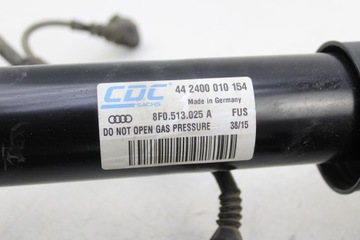 CDC 44 2400 010 154
SACHS Made in Germany
8F0.513.025 A FUS
DO NOT OPEN GAS PRESSURE 38/15